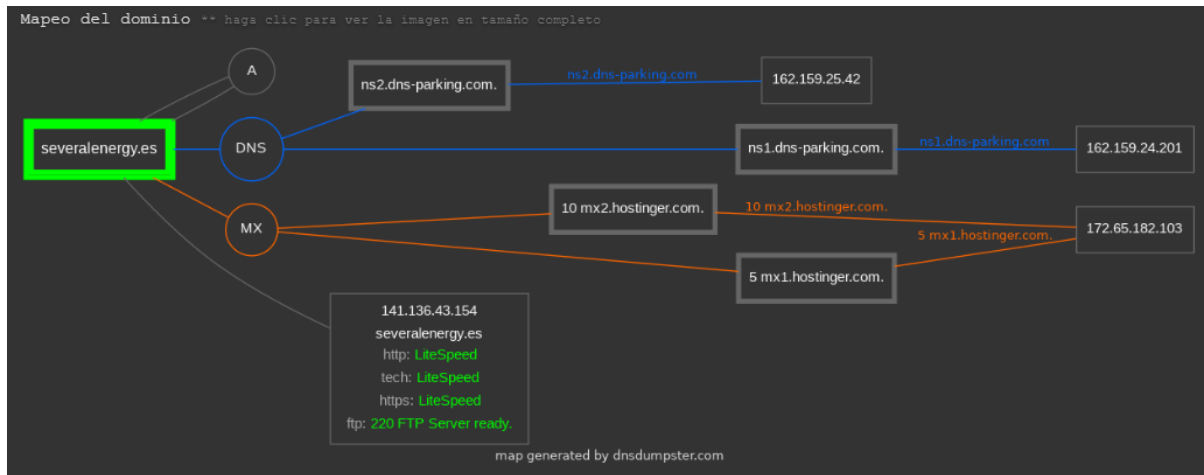 Mapeo del dominio ** haga clic para ver la imagen en tamaño completo
A
ns2.dns-parking.com.
ns2.dns-parking.com
162.159.25.42
severalenergy.es
DNS
ns1.dns-parking.com.
ns1.dns-parking.com
162.159.24.201
MX
10 mx2.hostinger.com.
10 mx2.hostinger.com.
172.65.182.103
5 mx1.hostinger.com.
5 mx1.hostinger.com.
141.136.43.154
severalenergy.es
http: LiteSpeed
tech: LiteSpeed
https: LiteSpeed
ftp: 220 FTP Server ready.
map generated by dnsdumpster.com